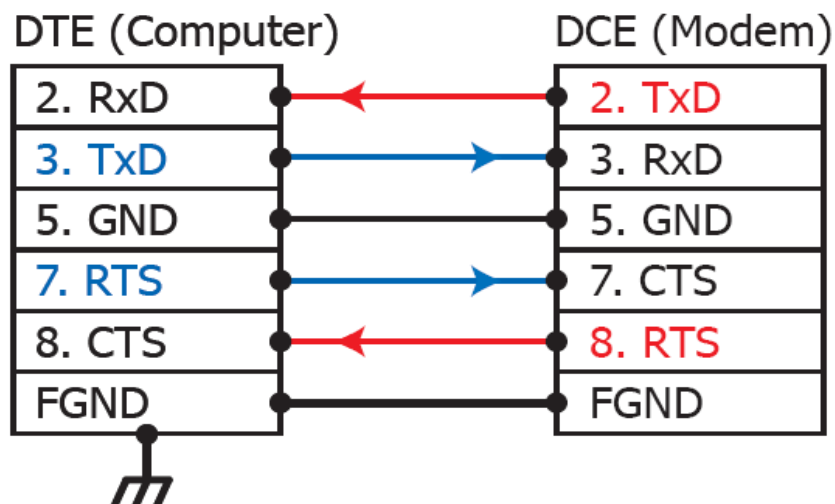 DTE (Computer) DCE (Modem)
2. RxD 2. TxD
3. TxD 3. RxD
5. GND 5. GND
7. RTS 7. CTS
8. CTS 8. RTS
FGND FGND